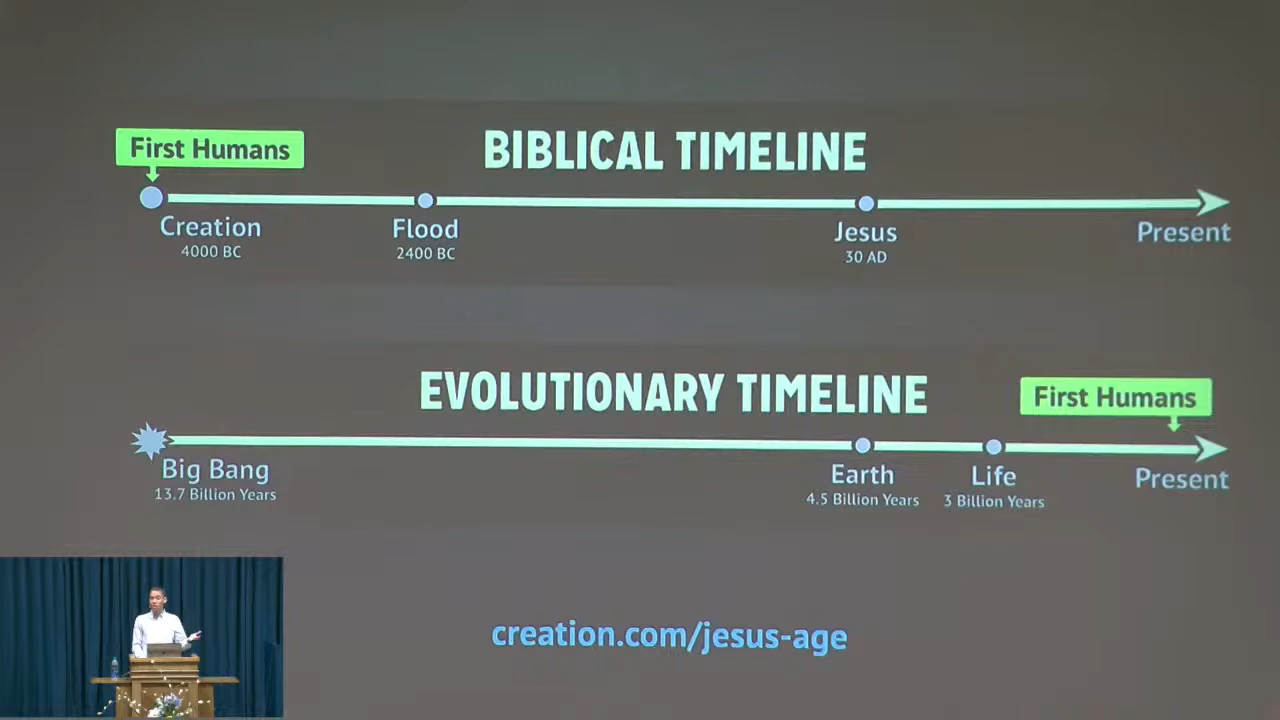 BIBLICAL TIMELINE
First Humans
Creation
4000 BC
Flood
2400 BC
Jesus
30 AD
Present
EVOLUTIONARY TIMELINE
First Humans
Big Bang
13.7 Billion Years
Earth
4.5 Billion Years
Life
3 Billion Years
Present
creation.com/jesus-age